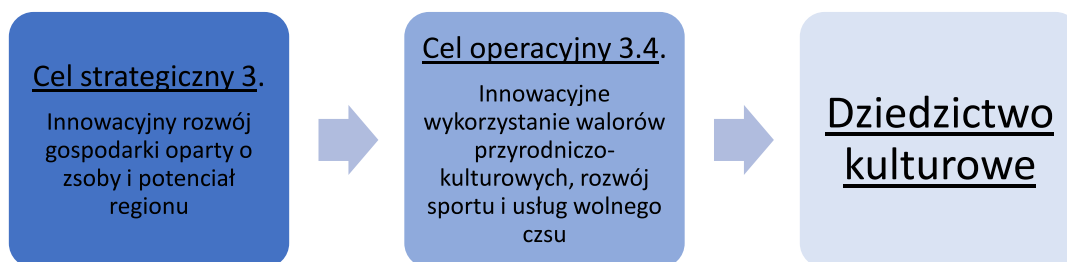 Cel strategiczny 3.
Innowacyjny rozwój
gospodarki oparty o
zsoby i potenciał
regionu
Cel operacyjny 3.4.
Innowacyjne
wykorzystanie walorów
przyrodniczo-
kulturowych, rozwój
sportu i usług wolnego
czsu
Dziedzictwo
kulturowe